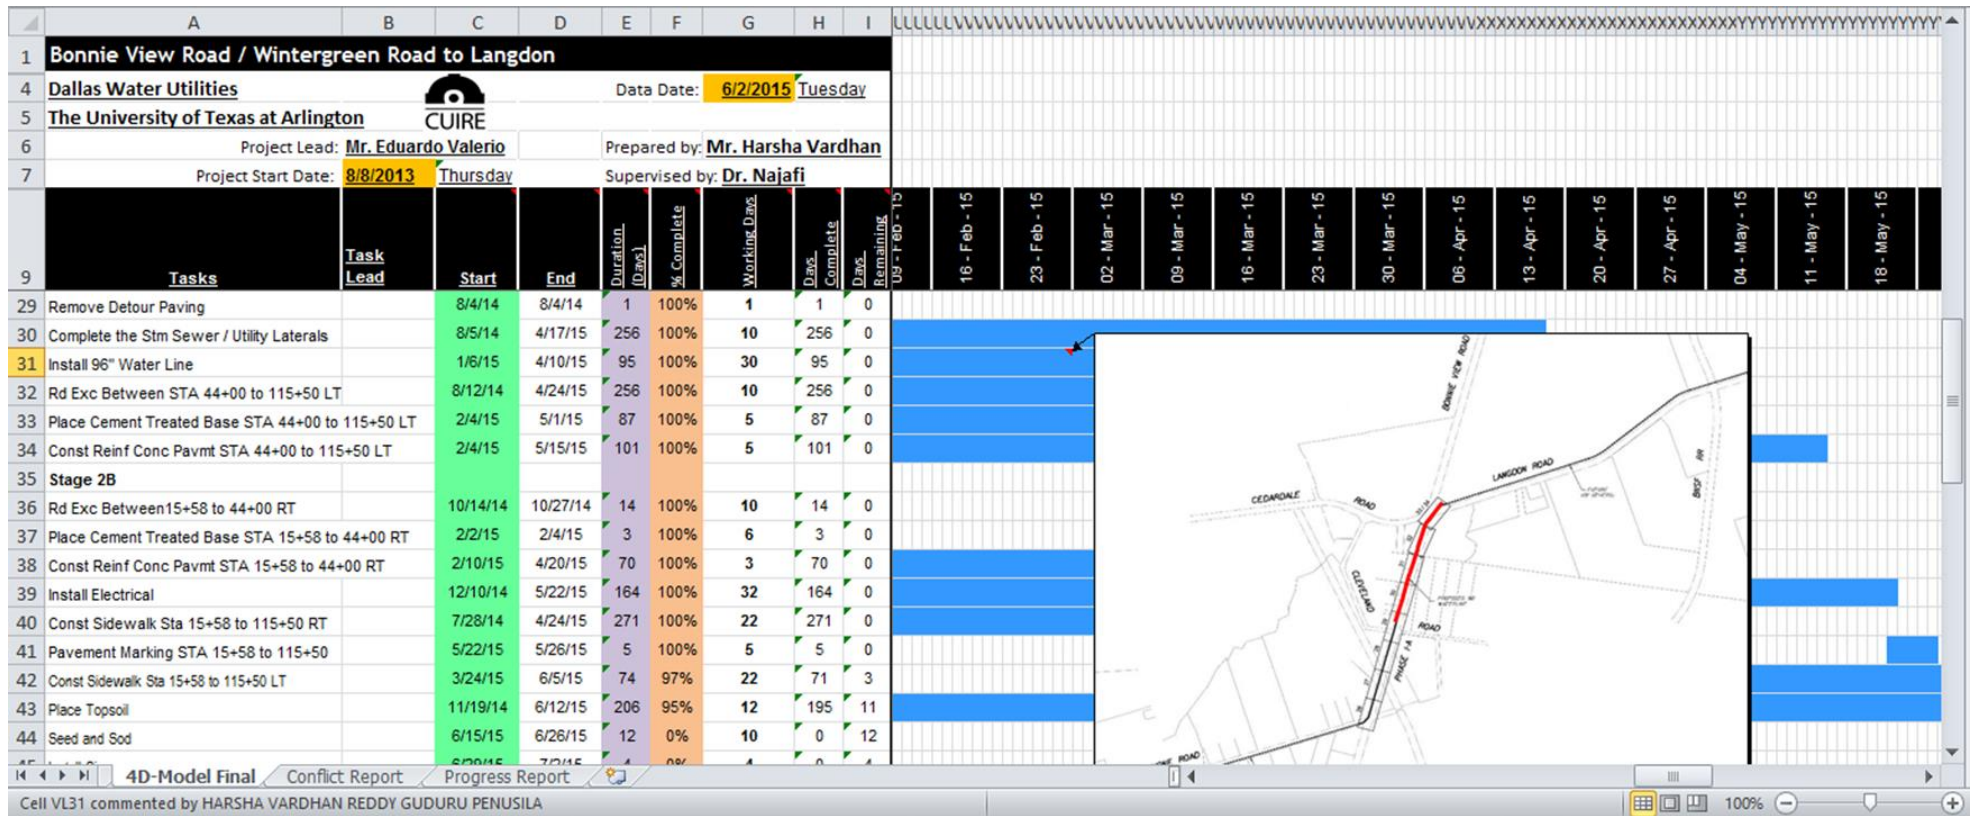 A B C D E F G H I
1 Bonnie View Road / Wintergreen Road to Langdon
4 Dallas Water Utilities Data Date: 6/2/2015 Tuesday
5 The University of Texas at Arlington CUIRE
6 Project Lead: Mr. Eduardo Valerio Prepared by: Mr. Harsha Vardhan
7 Project Start Date: 8/8/2013 Thursday Supervised by: Dr. Najafi
9 Tasks Task Lead Start End Duration (Days) % Complete Working Days Days Complete Days Remaining 09 - Feb - 15 16 - Feb - 15 23 - Feb - 15 02 - Mar - 15 09 - Mar - 15 16 - Mar - 15 23 - Mar - 15 30 - Mar - 15 06 - Apr - 15 13 - Apr - 15 20 - Apr - 15 27 - Apr - 15 04 - May - 15 11 - May - 15 18 - May - 15
29 Remove Detour Paving 8/4/14 8/4/14 1 100% 1 1 0
30 Complete the Stm Sewer / Utility Laterals 8/5/14 4/17/15 256 100% 10 256 0
31 Install 96" Water Line 1/6/15 4/10/15 95 100% 30 95 0
32 Rd Exc Between STA 44+00 to 115+50 LT 8/12/14 4/24/15 256 100% 10 256 0
33 Place Cement Treated Base STA 44+00 to 115+50 LT 2/4/15 5/1/15 87 100% 5 87 0
34 Const Reinf Conc Pavmt STA 44+00 to 115+50 LT 2/4/15 5/15/15 101 100% 5 101 0
35 Stage 2B
36 Rd Exc Between15+58 to 44+00 RT 10/14/14 10/27/14 14 100% 10 14 0
37 Place Cement Treated Base STA 15+58 to 44+00 RT 2/2/15 2/4/15 3 100% 6 3 0
38 Const Reinf Conc Pavmt STA 15+58 to 44+00 RT 2/10/15 4/20/15 70 100% 3 70 0
39 Install Electrical 12/10/14 5/22/15 164 100% 32 164 0
40 Const Sidewalk Sta 15+58 to 115+50 RT 7/28/14 4/24/15 271 100% 22 271 0
41 Pavement Marking STA 15+58 to 115+50 5/22/15 5/26/15 5 100% 5 5 0
42 Const Sidewalk Sta 15+58 to 115+50 LT 3/24/15 6/5/15 74 97% 22 71 3
43 Place Topsoil 11/19/14 6/12/15 206 95% 12 195 11
44 Seed and Sod 6/15/15 6/26/15 12 0% 10 0 12
BONNIE VIEW ROAD
LANGDON ROAD
BNSF RR
CEDARDALE ROAD
CLEVELAND ROAD
PHASE I-A
ROAD
4D-Model Final Conflict Report Progress Report
Cell VL31 commented by HARSHA VARDHAN REDDY GUDURU PENUSILA 100%